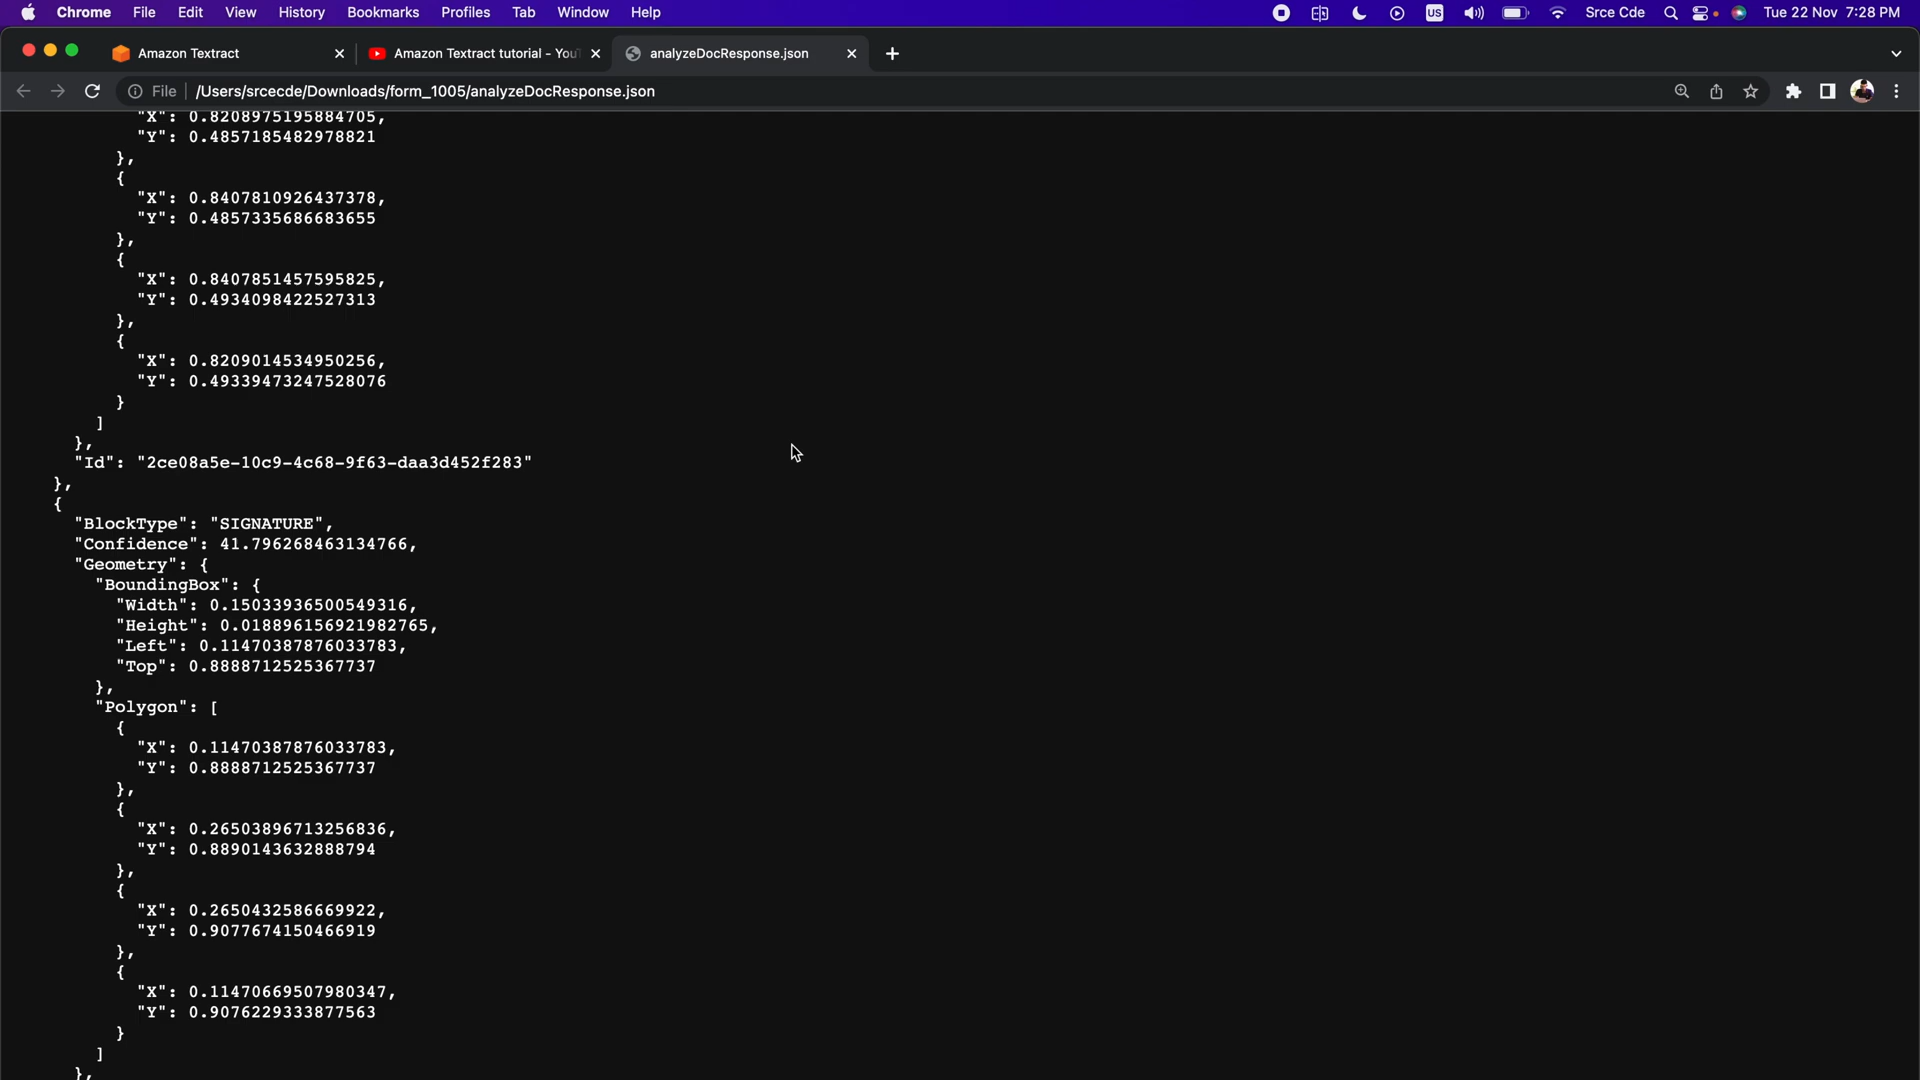 Chrome File Edit View History Bookmarks Profiles Tab Window Help US Srce Cde Tue 22 Nov 7:28 PM
Amazon Textract Amazon Textract tutorial - You analyzeDocResponse.json
File /Users/srcecde/Downloads/form_1005/analyzeDocResponse.json
"X": 0.8208975195884705,
"Y": 0.4857185482978821
},
{
"X": 0.8407810926437378,
"Y": 0.4857335686683655
},
{
"X": 0.8407851457595825,
"Y": 0.4934098422527313
},
{
"X": 0.8209014534950256,
"Y": 0.49339473247528076
}
]
},
"Id": "2ce08a5e-10c9-4c68-9f63-daa3d452f283"
},
{
"BlockType": "SIGNATURE",
"Confidence": 41.796268463134766,
"Geometry": {
"BoundingBox": {
"Width": 0.15033936500549316,
"Height": 0.018896156921982765,
"Left": 0.11470387876033783,
"Top": 0.8888712525367737
},
"Polygon": [
{
"X": 0.11470387876033783,
"Y": 0.8888712525367737
},
{
"X": 0.26503896713256836,
"Y": 0.8890143632888794
},
{
"X": 0.2650432586669922,
"Y": 0.9077674150466919
},
{
"X": 0.11470669507980347,
"Y": 0.9076229333877563
}
]
},